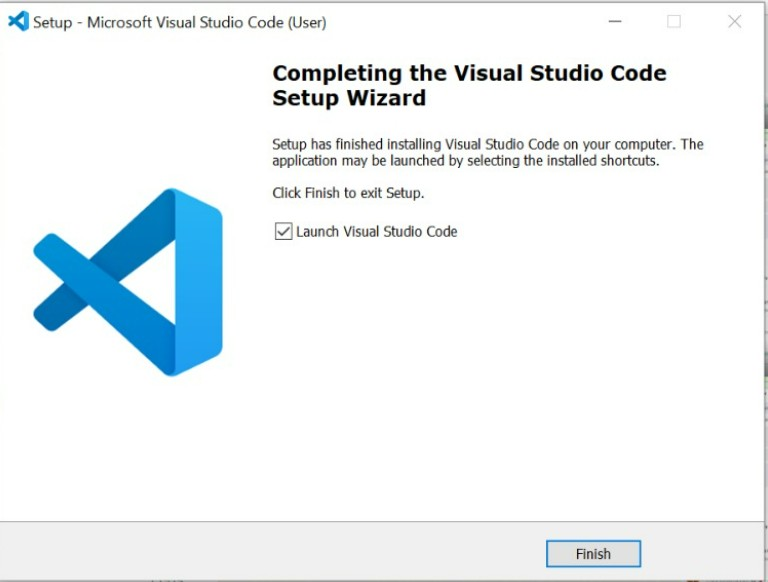 Setup - Microsoft Visual Studio Code (User)
Completing the Visual Studio Code
Setup Wizard
Setup has finished installing Visual Studio Code on your computer. The
application may be launched by selecting the installed shortcuts.
Click Finish to exit Setup.
Launch Visual Studio Code
Finish